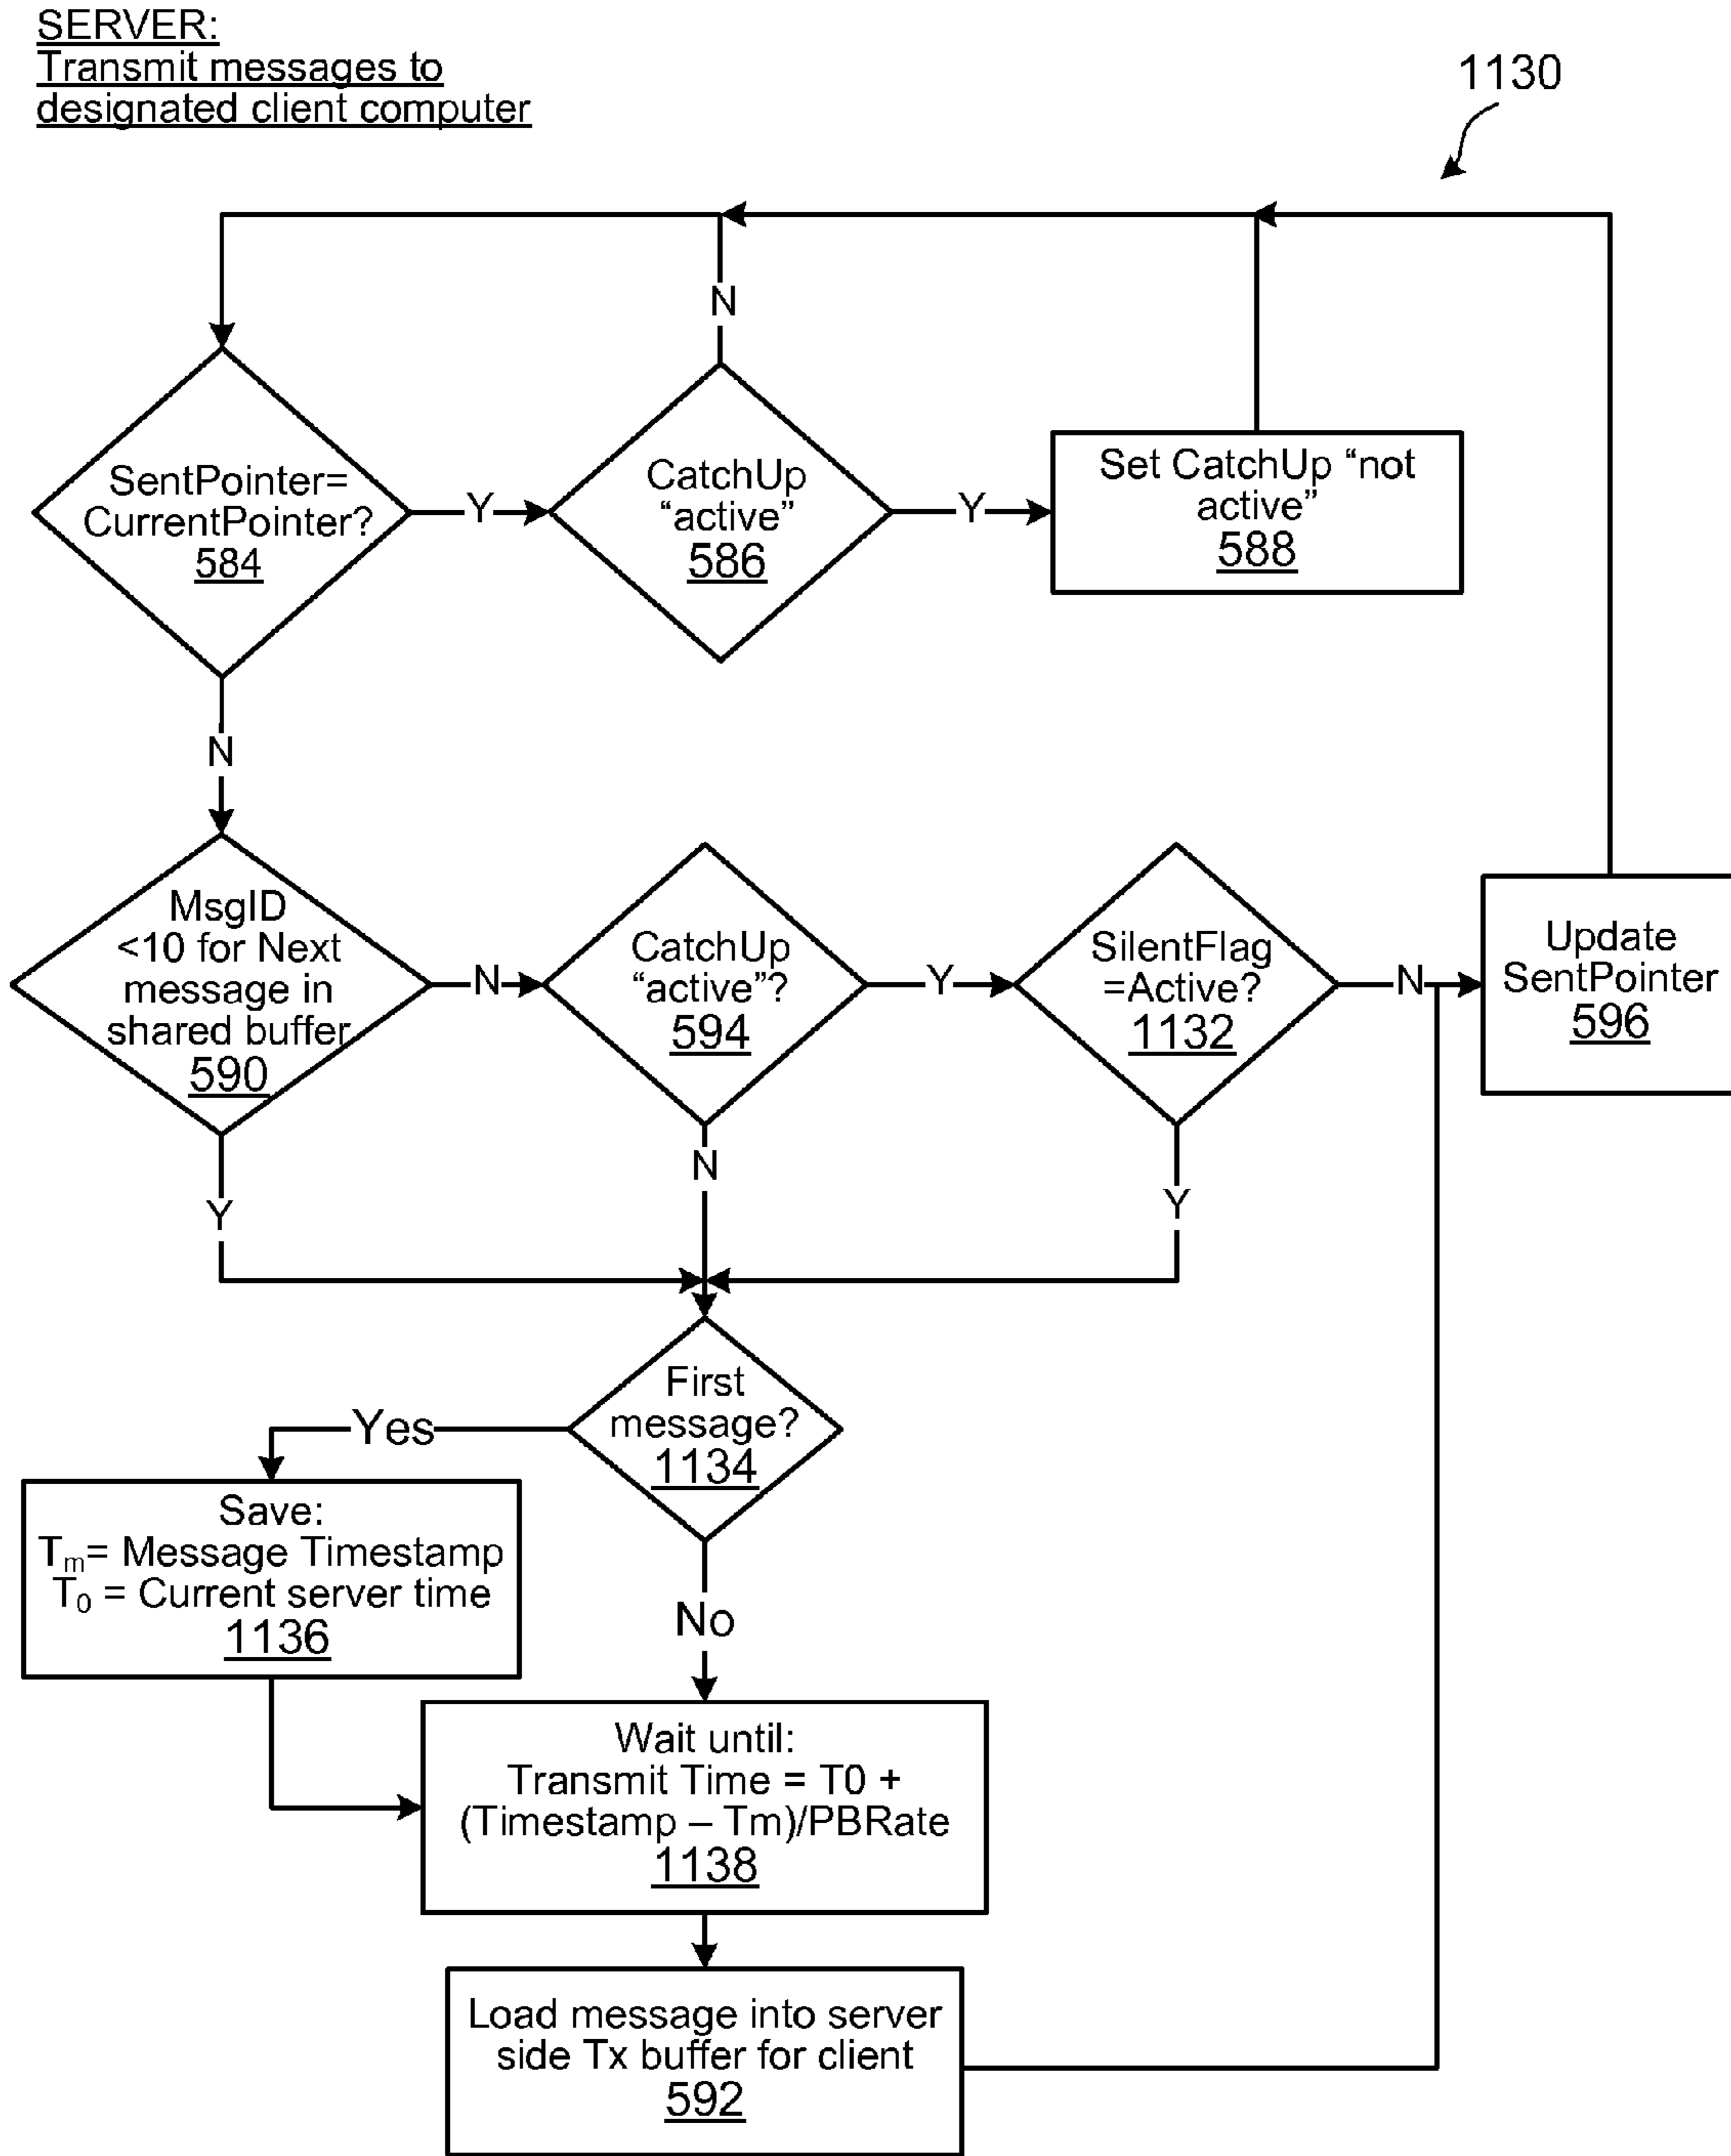 SERVER:
Transmit messages to
designated client computer
1130
N
SentPointer=
CurrentPointer?
584
Y
CatchUp
“active”
586
Y
Set CatchUp “not
active”
588
N
MsgID
<10 for Next
message in
shared buffer
590
N
CatchUp
“active”?
594
Y
SilentFlag
=Active?
1132
N
Update
SentPointer
596
Y
N
Y
First
message?
1134
Yes
Save:
Tm= Message Timestamp
T0 = Current server time
1136
No
Wait until:
Transmit Time = T0 +
(Timestamp – Tm)/PBRate
1138
Load message into server
side Tx buffer for client
592